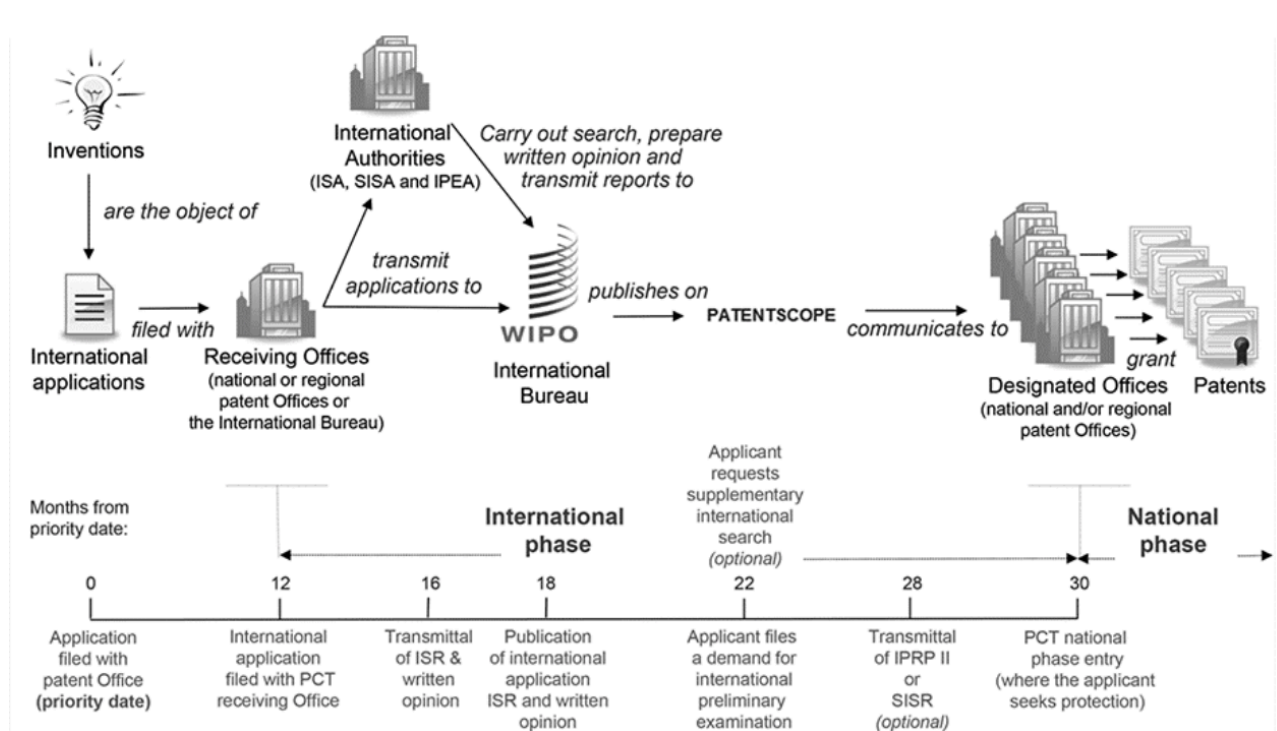 Inventions
are the object of
International
applications
filed with
Receiving Offices
(national or regional
patent Offices or
the International Bureau)
International
Authorities
(ISA, SISA and IPEA)
Carry out search, prepare
written opinion and
transmit reports to
transmit
applications to
WIPO
International
Bureau
publishes on
PATENTSCOPE
communicates to
Designated Offices
(national and/or regional
patent Offices)
grant
Patents
Months from
priority date:
International
phase
Applicant
requests
supplementary
international
search
(optional)
National
phase
0
12
16
18
22
28
30
Application
filed with
patent Office
(priority date)
International
application
filed with PCT
receiving Office
Transmittal
of ISR &
written
opinion
Publication
of international
application
ISR and written
opinion
Applicant files
a demand for
international
preliminary
examination
Transmittal
of IPRP II
or
SISR
(optional)
PCT national
phase entry
(where the applicant
seeks protection)